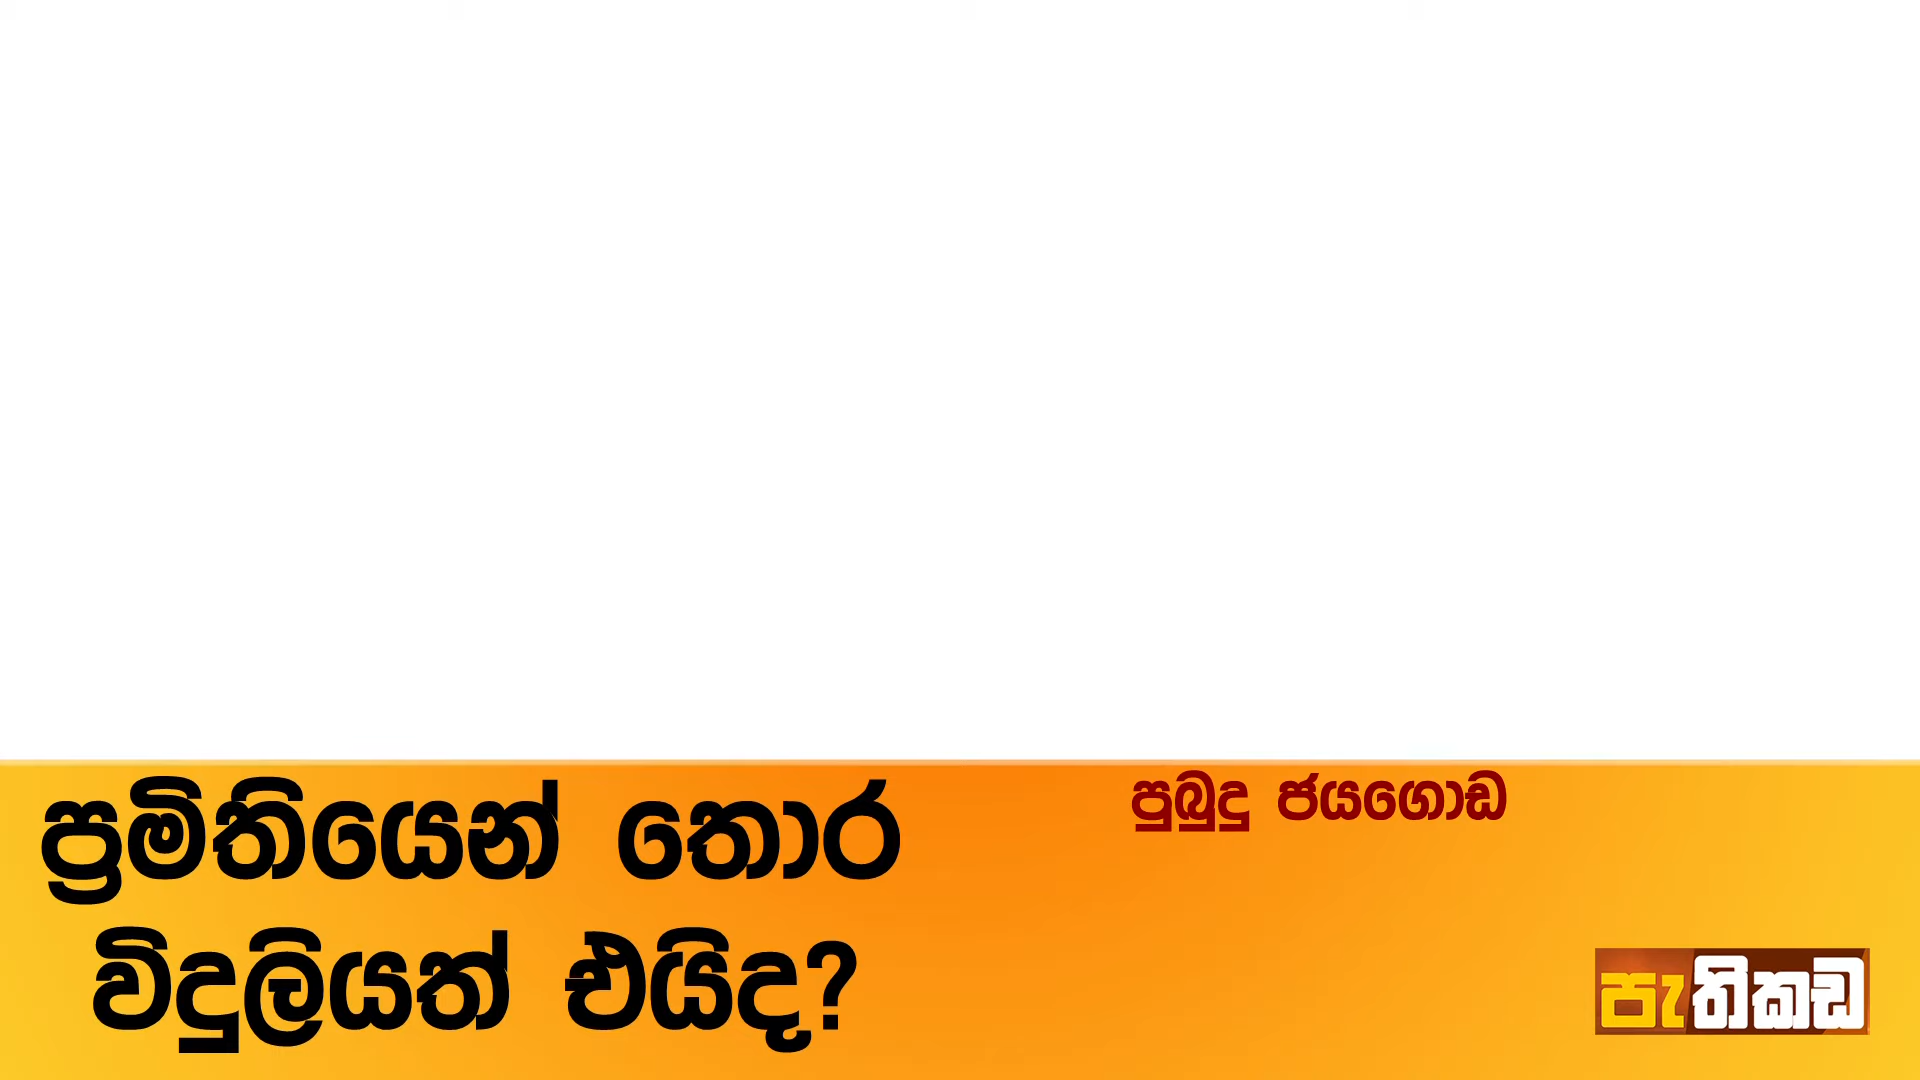 ප්‍රමිතියෙන් තොර
විදුලියත් එයිද?
පුබුදු ජයගොඩ
පැතිකඩ